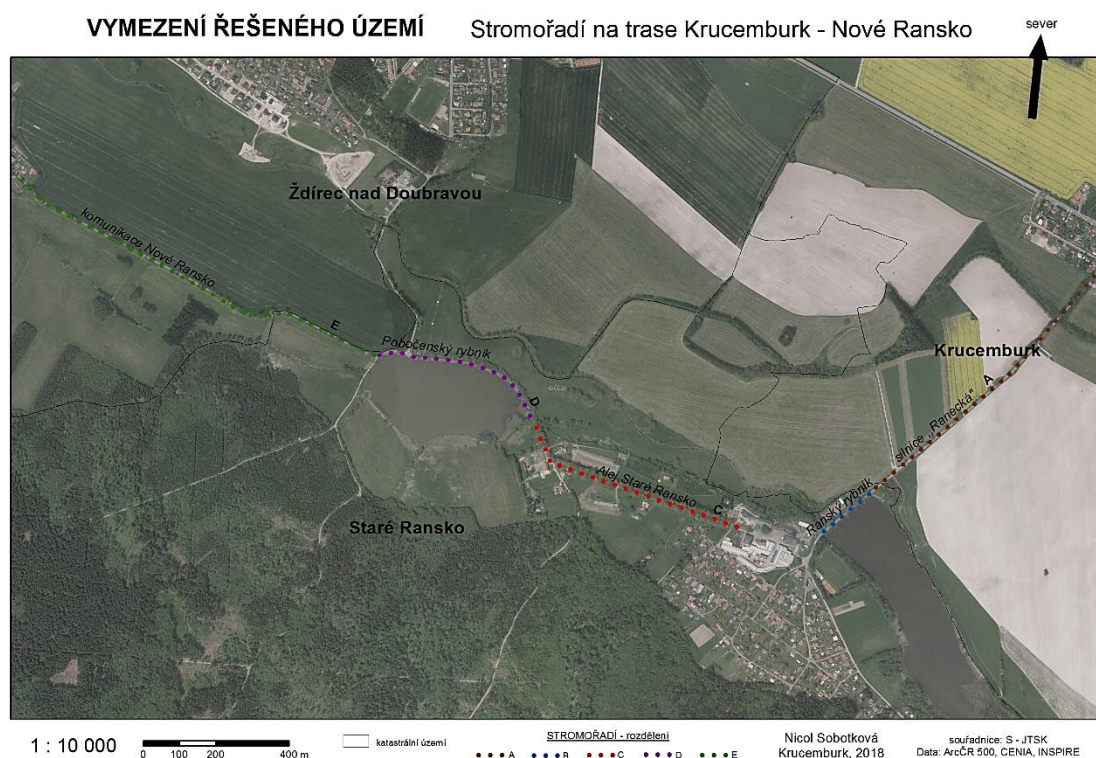 VYMEZENÍ ŘEŠENÉHO ÚZEMÍ Stromořadí na trase Krucemburk - Nové Ransko
sever
Ždírec nad Doubravou
komunikace Nové Ransko
E
Pobočenský rybník
D
Krucemburk
A
silnice „Ranecká“
Alej Staré Ransko
C
Ranský rybník
Staré Ransko
1 : 10 000
0 100 200 400 m
katastrální území
STROMOŘADÍ - rozdělení
A B C D E
Nicol Sobotková
Krucemburk, 2018
souřadnice: S - JTSK
Data: ArcČR 500, CENIA, INSPIRE